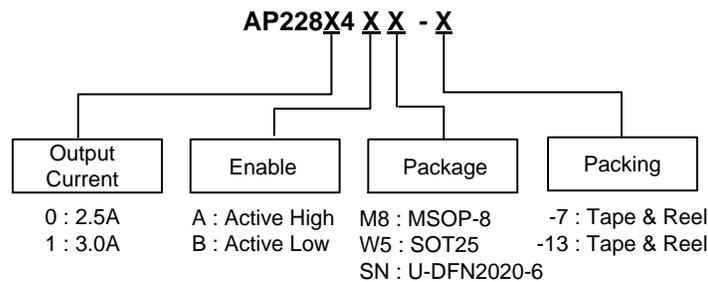 AP228X4 X X - X
Output
Current
Enable
Package
Packing
0 : 2.5A
1 : 3.0A
A : Active High
B : Active Low
M8 : MSOP-8
W5 : SOT25
SN : U-DFN2020-6
-7 : Tape & Reel
-13 : Tape & Reel